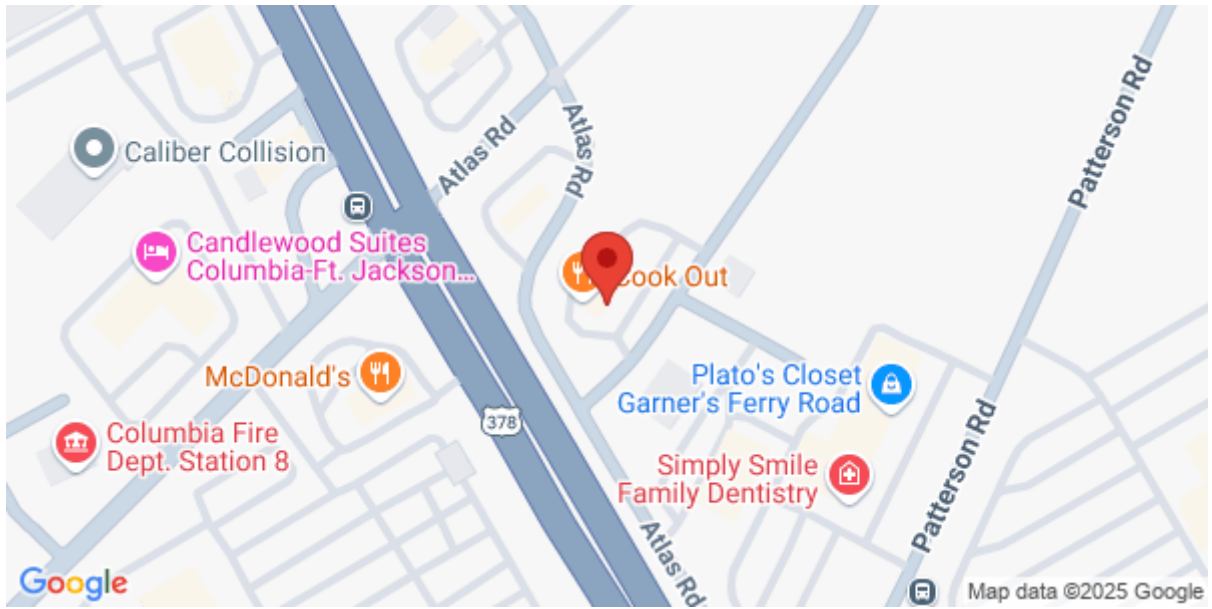 Caliber Collision
Atlas Rd
Atlas Rd
Patterson Rd
Candlewood Suites
Columbia-Ft. Jackson...
Cook Out
McDonald's
Plato's Closet
Garner's Ferry Road
378
Columbia Fire
Dept. Station 8
Simply Smile
Family Dentistry
Patterson Rd
Atlas Rd
Google
Map data ©2025 Google